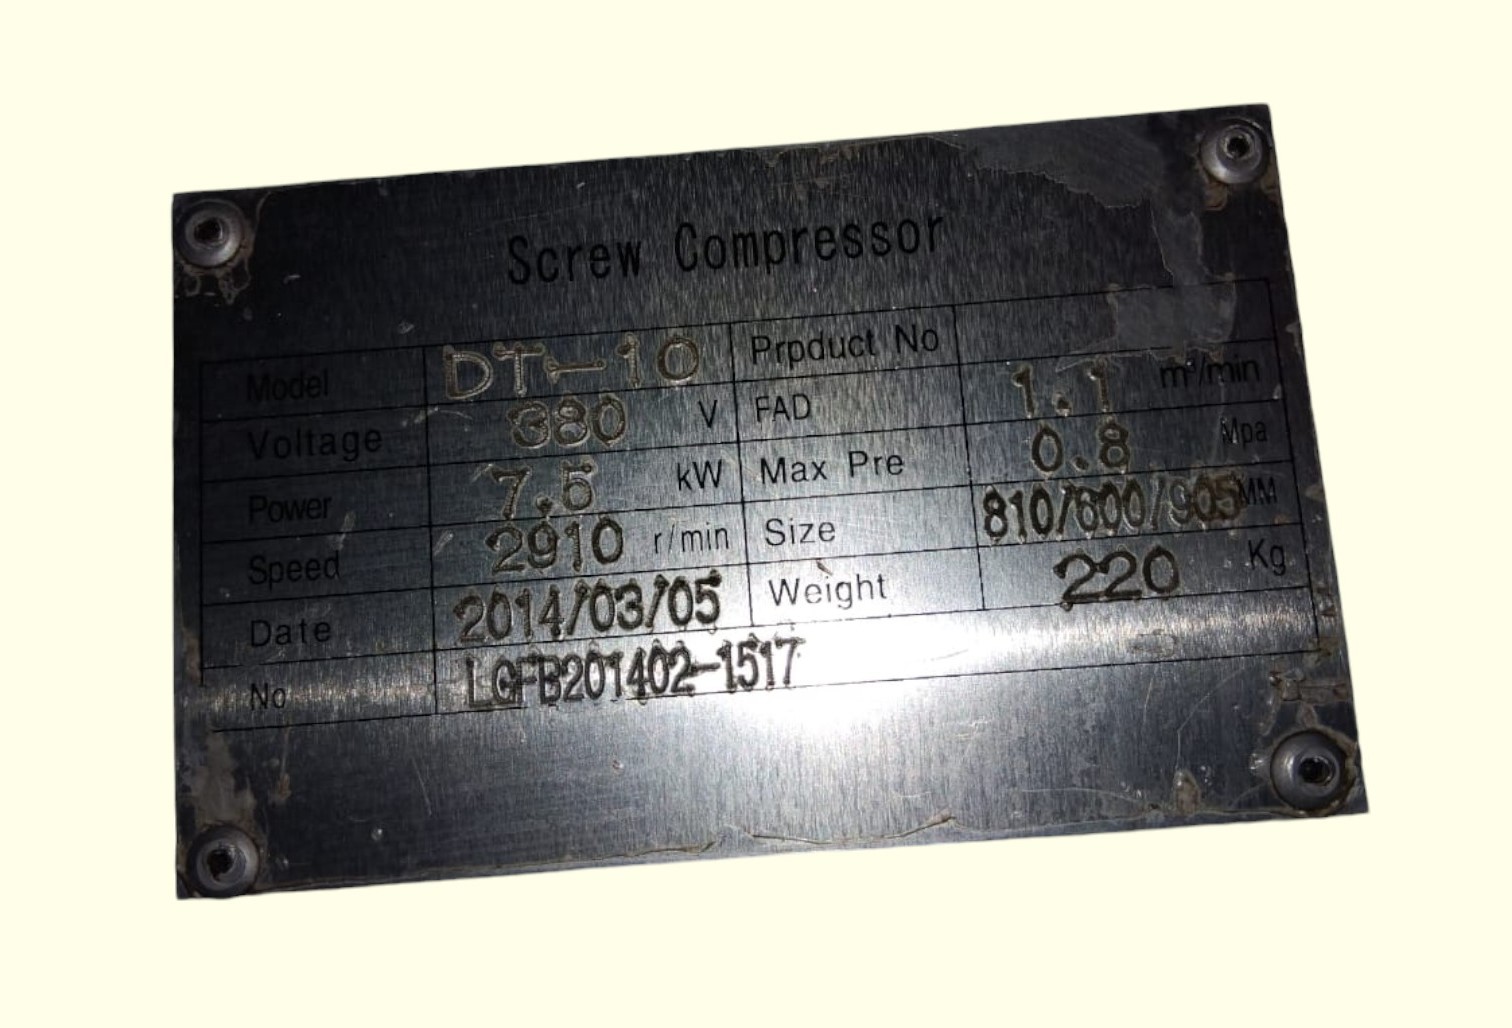 Screw Compressor
Model DT-10 Prpduct No
Voltage 380 V FAD 1.1 m³/min
Power 7.5 kW Max Pre 0.8 Mpa
Speed 2910 r/min Size 810/600/905 MM
Date 2014/03/05 Weight 220 Kg
No LGFB201402-1517